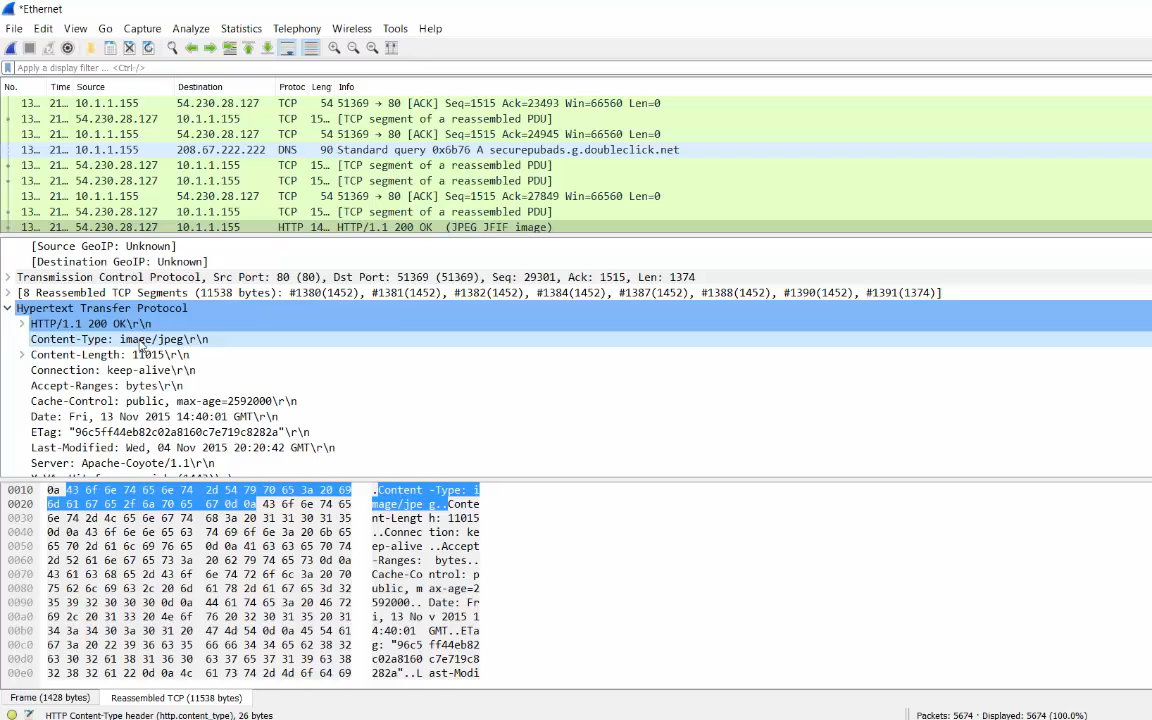 *Ethernet
File Edit View Go Capture Analyze Statistics Telephony Wireless Tools Help
Apply a display filter ... <Ctrl-/>
No. Time Source Destination Protoc Leng Info
13... 21... 10.1.1.155 54.230.28.127 TCP 54 51369 → 80 [ACK] Seq=1515 Ack=23493 Win=66560 Len=0
13... 21... 54.230.28.127 10.1.1.155 TCP 15... [TCP segment of a reassembled PDU]
13... 21... 10.1.1.155 54.230.28.127 TCP 54 51369 → 80 [ACK] Seq=1515 Ack=24945 Win=66560 Len=0
13... 21... 10.1.1.155 208.67.222.222 DNS 90 Standard query 0x6b76 A securepubads.g.doubleclick.net
13... 21... 54.230.28.127 10.1.1.155 TCP 15... [TCP segment of a reassembled PDU]
13... 21... 54.230.28.127 10.1.1.155 TCP 15... [TCP segment of a reassembled PDU]
13... 21... 10.1.1.155 54.230.28.127 TCP 54 51369 → 80 [ACK] Seq=1515 Ack=27849 Win=66560 Len=0
13... 21... 54.230.28.127 10.1.1.155 TCP 15... [TCP segment of a reassembled PDU]
13... 21... 54.230.28.127 10.1.1.155 HTTP 14... HTTP/1.1 200 OK (JPEG JFIF image)
[Source GeoIP: Unknown]
[Destination GeoIP: Unknown]
Transmission Control Protocol, Src Port: 80 (80), Dst Port: 51369 (51369), Seq: 29301, Ack: 1515, Len: 1374
[8 Reassembled TCP Segments (11538 bytes): #1380(1452), #1381(1452), #1382(1452), #1384(1452), #1387(1452), #1388(1452), #1390(1452), #1391(1374)]
Hypertext Transfer Protocol
HTTP/1.1 200 OK\r\n
Content-Type: image/jpeg\r\n
Content-Length: 11015\r\n
Connection: keep-alive\r\n
Accept-Ranges: bytes\r\n
Cache-Control: public, max-age=2592000\r\n
Date: Fri, 13 Nov 2015 14:40:01 GMT\r\n
ETag: "96c5ff44eb82c02a8160c7e719c8282a"\r\n
Last-Modified: Wed, 04 Nov 2015 20:20:42 GMT\r\n
Server: Apache-Coyote/1.1\r\n
0010 0a 43 6f 6e 74 65 6e 74 2d 54 79 70 65 3a 20 69 .Content -Type: i
0020 6d 61 67 65 2f 6a 70 65 67 0d 0a 43 6f 6e 74 65 mage/jpe g..Conte
0030 6e 74 2d 4c 65 6e 67 74 68 3a 20 31 31 30 31 35 nt-Lengt h: 11015
0040 0d 0a 43 6f 6e 6e 65 63 74 69 6f 6e 3a 20 6b 65 ..Connec tion: ke
0050 65 70 2d 61 6c 69 76 65 0d 0a 41 63 63 65 70 74 ep-alive ..Accept
0060 2d 52 61 6e 67 65 73 3a 20 62 79 74 65 73 0d 0a -Ranges: bytes..
0070 43 61 63 68 65 2d 43 6f 6e 74 72 6f 6c 3a 20 70 Cache-Co ntrol: p
0080 75 62 6c 69 63 2c 20 6d 61 78 2d 61 67 65 3d 32 ublic, m ax-age=2
0090 35 39 32 30 30 30 0d 0a 44 61 74 65 3a 20 46 72 592000.. Date: Fr
00a0 69 2c 20 31 33 20 4e 6f 76 20 32 30 31 35 20 31 i, 13 No v 2015 1
00b0 34 3a 34 30 3a 30 31 20 47 4d 54 0d 0a 45 54 61 4:40:01 GMT..ETa
00c0 67 3a 20 22 39 36 63 35 66 66 34 34 65 62 38 32 g: "96c5 ff44eb82
00d0 63 30 32 61 38 31 36 30 63 37 65 37 31 39 63 38 c02a8160 c7e719c8
00e0 32 38 32 61 22 0d 0a 4c 61 73 74 2d 4d 6f 64 69 282a"..L ast-Modi
Frame (1428 bytes) Reassembled TCP (11538 bytes)
HTTP Content-Type header (http.content_type), 26 bytes Packets: 5674 · Displayed: 5674 (100.0%)